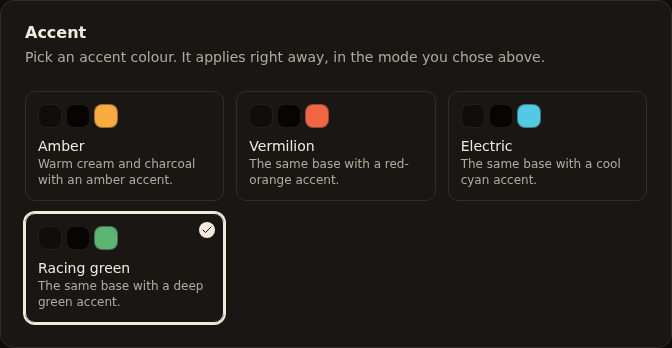 Accent
Pick an accent colour. It applies right away, in the mode you chose above.
Amber
Warm cream and charcoal
with an amber accent.
Vermilion
The same base with a red-
orange accent.
Electric
The same base with a cool
cyan accent.
Racing green
The same base with a deep
green accent.